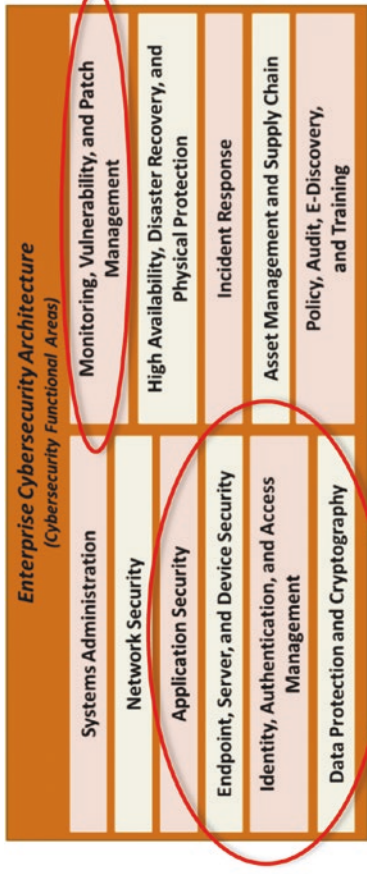 Enterprise Cybersecurity Architecture
(Cybersecurity Functional Areas)
Systems Administration
Network Security
Application Security
Endpoint, Server, and Device Security
Identity, Authentication, and Access
Management
Data Protection and Cryptography
Monitoring, Vulnerability, and Patch
Management
High Availability, Disaster Recovery, and
Physical Protection
Incident Response
Asset Management and Supply Chain
Policy, Audit, E-Discovery,
and Training